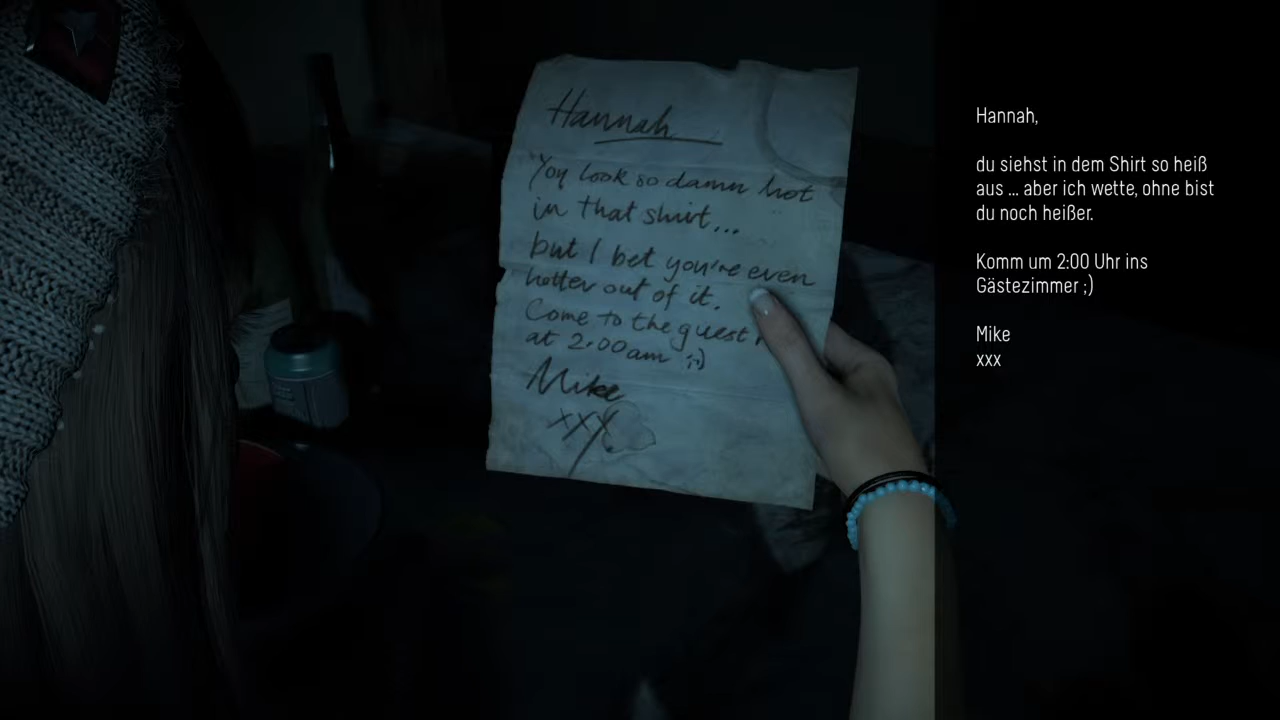 Hannah
You look so damn hot
in that shirt...
but I bet you're even
hotter out of it.
Come to the guest
at 2.00am ;)
Mike
xxx
Hannah,
du siehst in dem Shirt so heiß
aus ... aber ich wette, ohne bist
du noch heißer.
Komm um 2:00 Uhr ins
Gästezimmer ;)
Mike
xxx